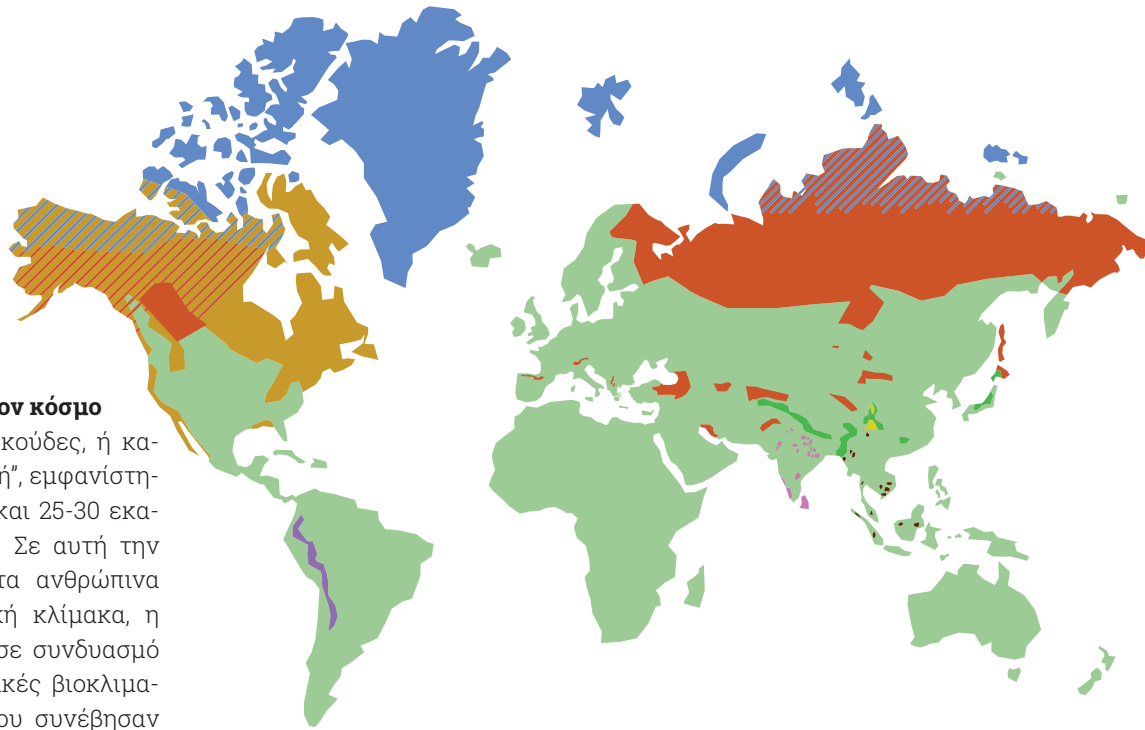 ον κόσμο
κούδες, ή κα-
ή”, εμφανίστη-
και 25-30 εκα-
Σε αυτή την
τα ανθρώπινα
κή κλίμακα, η
σε συνδυασμό
ικές βιοκλιμα-
ου συνέβησαν